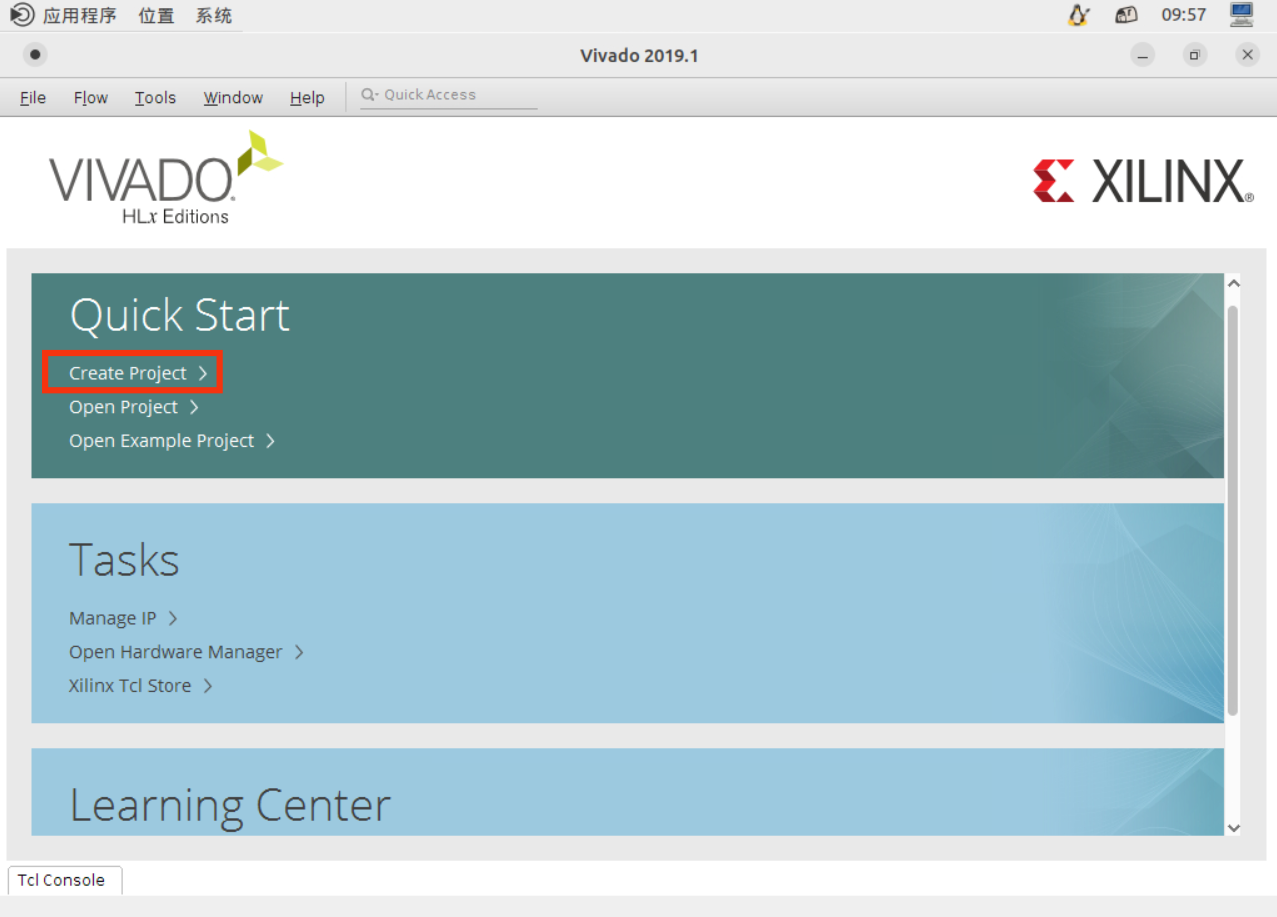 应用程序 位置 系统 09:57
Vivado 2019.1
File Flow Tools Window Help Quick Access
VIVADO.
HLx Editions
XILINX®
Quick Start
Create Project >
Open Project >
Open Example Project >
Tasks
Manage IP >
Open Hardware Manager >
Xilinx Tcl Store >
Learning Center
Tcl Console